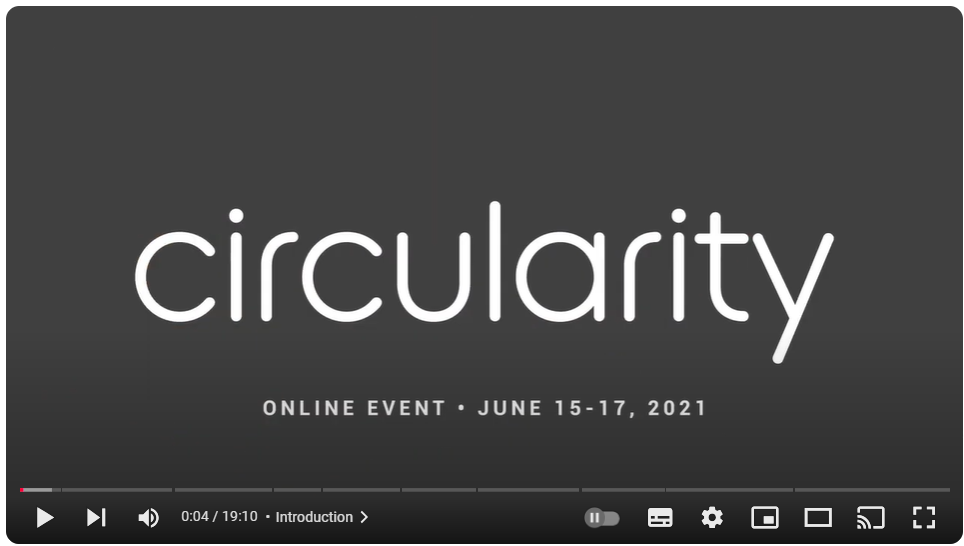 circularity
ONLINE EVENT • JUNE 15-17, 2021
0:04 / 19:10 • Introduction